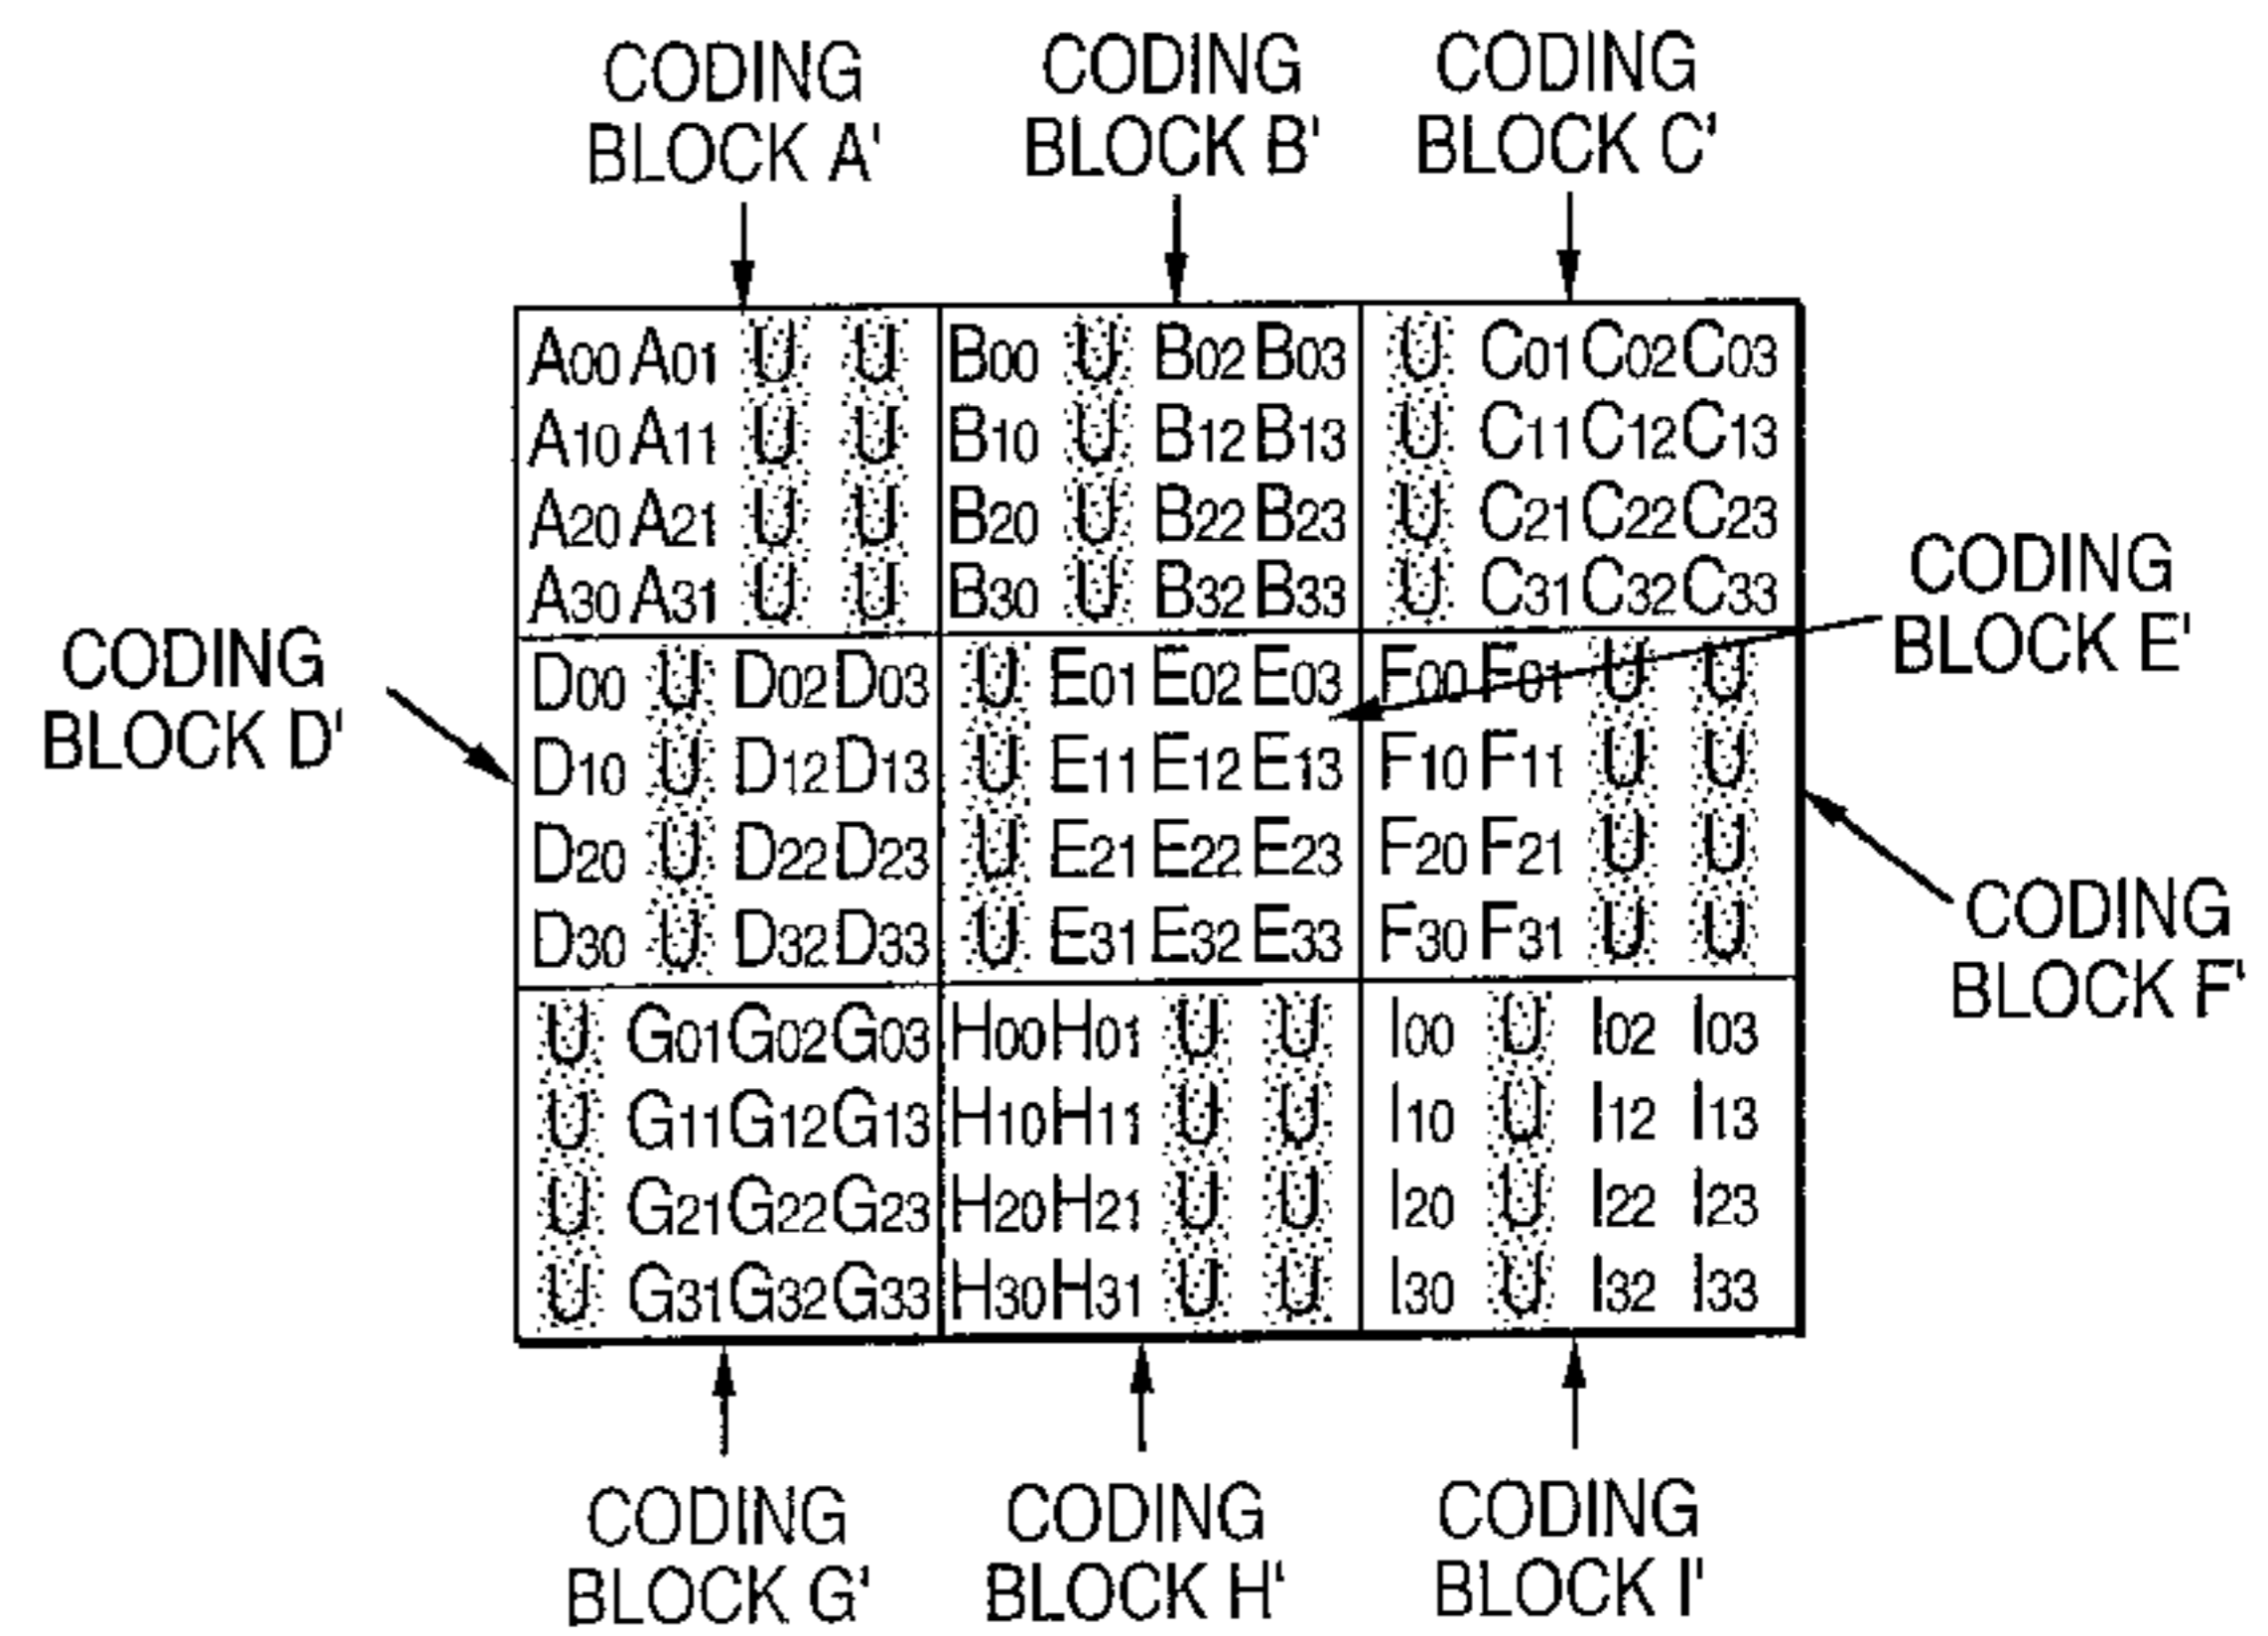 CODING BLOCK A'
CODING BLOCK B'
CODING BLOCK C'
A00 A01 U U B00 U B02 B03 U C01 C02 C03
A10 A11 U U B10 U B12 B13 U C11 C12 C13
A20 A21 U U B20 U B22 B23 U C21 C22 C23
A30 A31 U U B30 U B32 B33 U C31 C32 C33
CODING BLOCK E'
CODING BLOCK D'
D00 U D02 D03 U E01 E02 E03 F00 F01 U U
D10 U D12 D13 U E11 E12 E13 F10 F11 U U
D20 U D22 D23 U E21 E22 E23 F20 F21 U U
D30 U D32 D33 U E31 E32 E33 F30 F31 U U
CODING BLOCK F'
U G01 G02 G03 H00 H01 U U I00 U I02 I03
U G11 G12 G13 H10 H11 U U I10 U I12 I13
U G21 G22 G23 H20 H21 U U I20 U I22 I23
U G31 G32 G33 H30 H31 U U I30 U I32 I33
CODING BLOCK G'
CODING BLOCK H'
CODING BLOCK I'